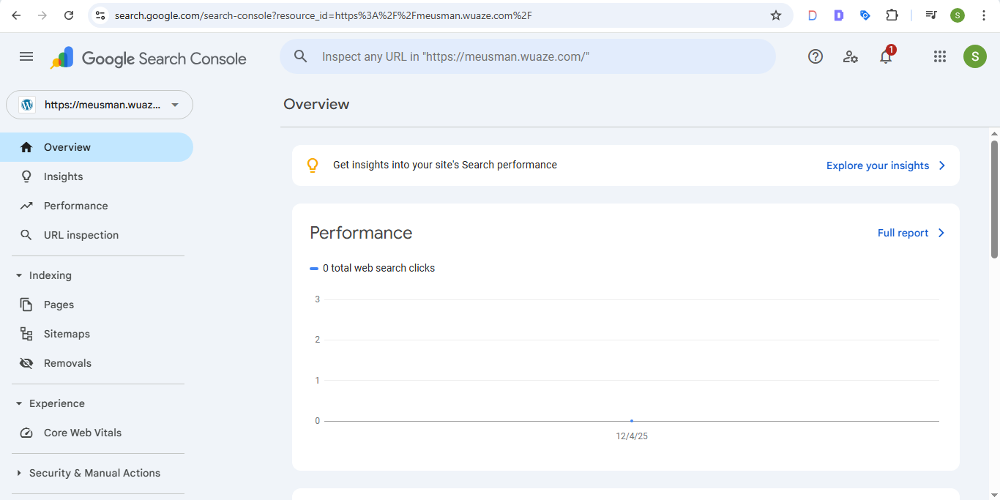 search.google.com/search-console?resource_id=https%3A%2F%2Fmeusman.wuaze.com%2F
S
Google Search Console
Inspect any URL in "https://meusman.wuaze.com/"
1
S
https://meusman.wuaz...
Overview
Overview
Insights
Performance
URL inspection
Indexing
Pages
Sitemaps
Removals
Experience
Core Web Vitals
Security & Manual Actions
Get insights into your site's Search performance
Explore your insights
Performance
Full report
0 total web search clicks
3
2
1
0
12/4/25